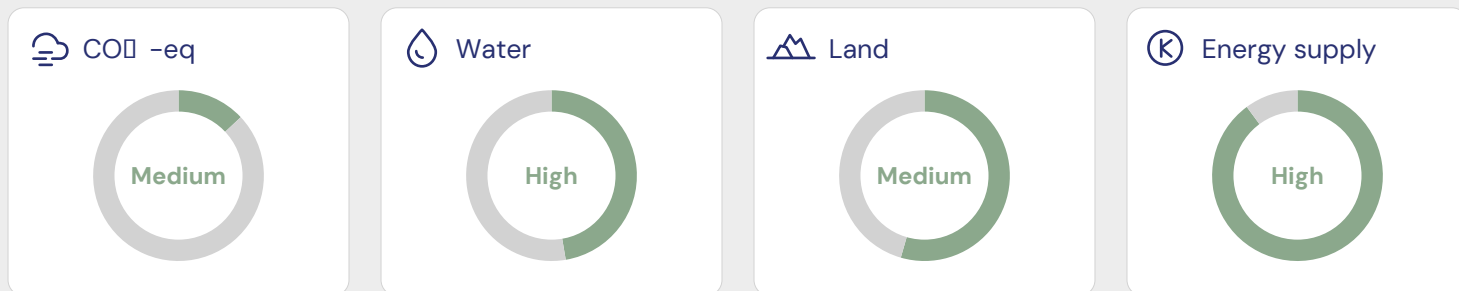 CO▯ -eq
Water
Land
Energy supply
Medium
High
Medium
High